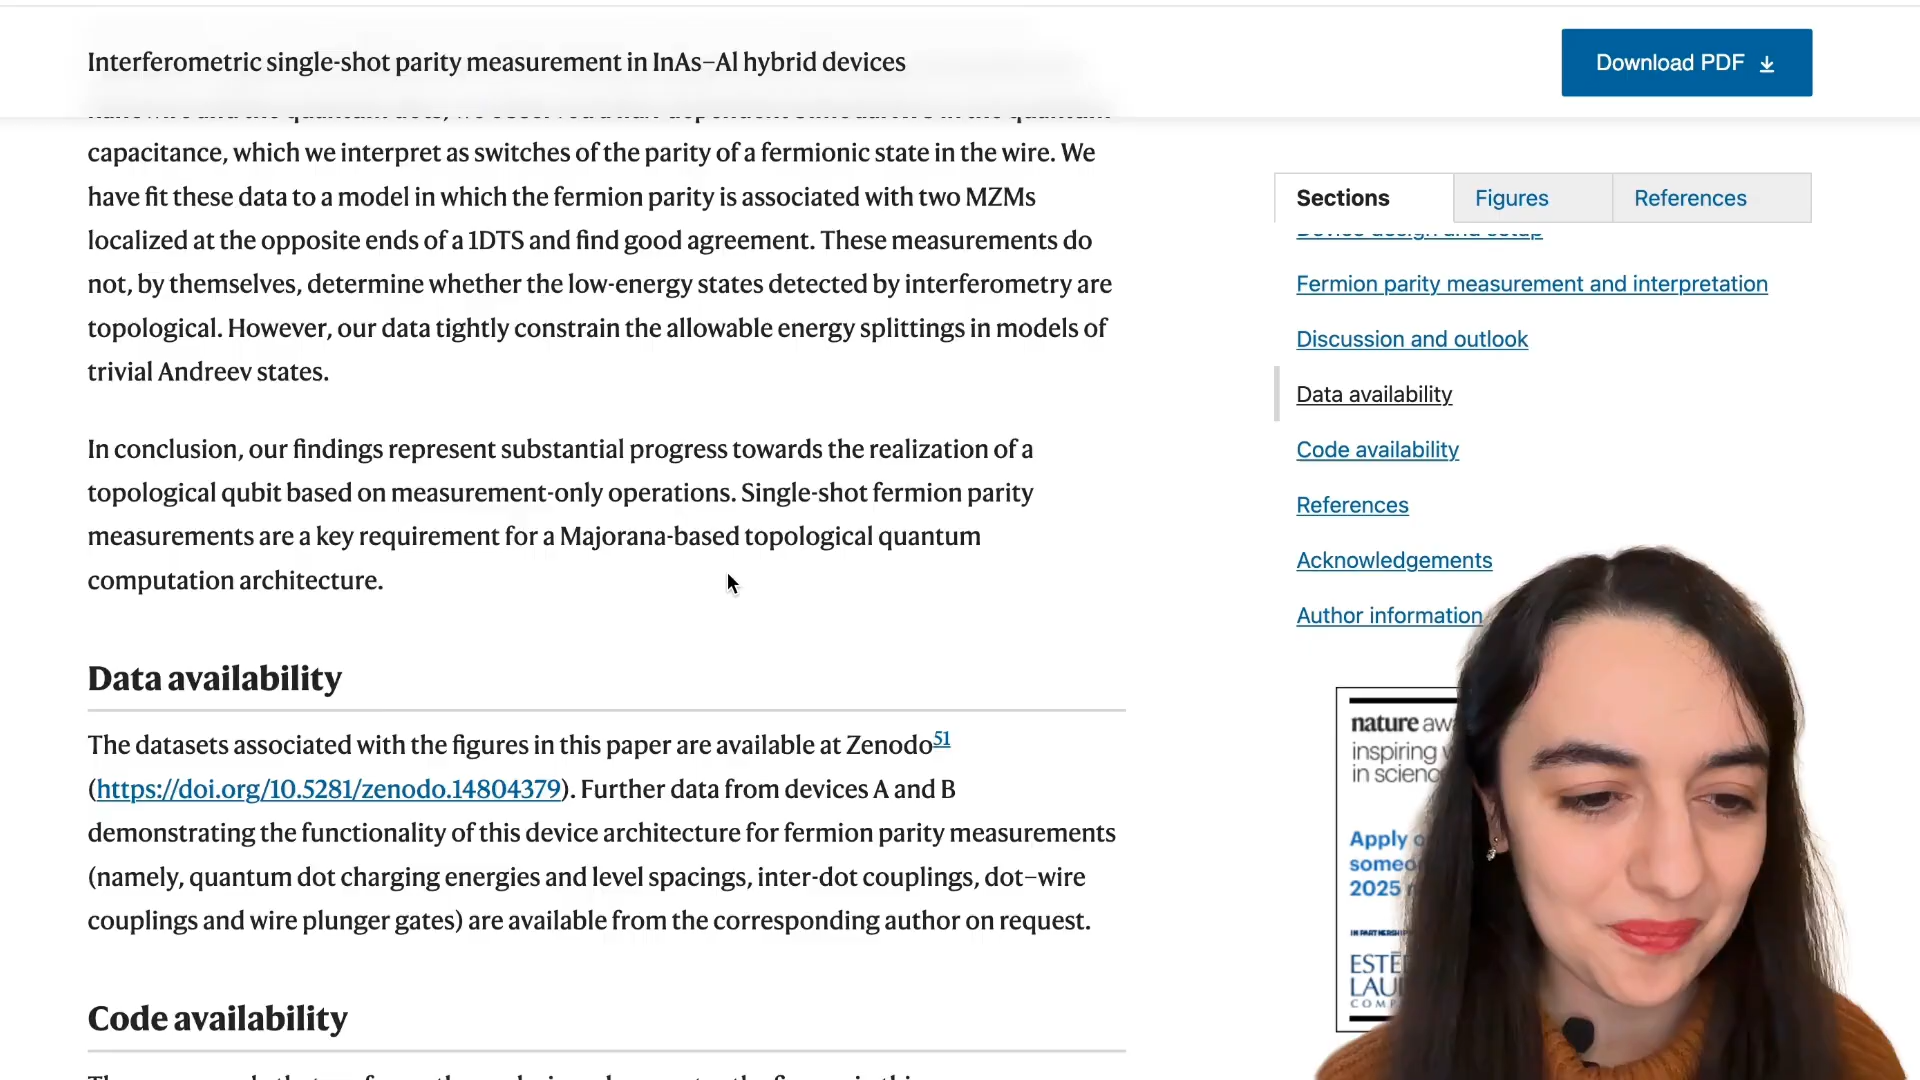 Interferometric single-shot parity measurement in InAs–Al hybrid devices
Download PDF
capacitance, which we interpret as switches of the parity of a fermionic state in the wire. We
have fit these data to a model in which the fermion parity is associated with two MZMs
localized at the opposite ends of a 1DTS and find good agreement. These measurements do
not, by themselves, determine whether the low-energy states detected by interferometry are
topological. However, our data tightly constrain the allowable energy splittings in models of
trivial Andreev states.
In conclusion, our findings represent substantial progress towards the realization of a
topological qubit based on measurement-only operations. Single-shot fermion parity
measurements are a key requirement for a Majorana-based topological quantum
computation architecture.
Data availability
The datasets associated with the figures in this paper are available at Zenodo51
(https://doi.org/10.5281/zenodo.14804379). Further data from devices A and B
demonstrating the functionality of this device architecture for fermion parity measurements
(namely, quantum dot charging energies and level spacings, inter-dot couplings, dot–wire
couplings and wire plunger gates) are available from the corresponding author on request.
Code availability
Sections
Figures
References
Device design and setup
Fermion parity measurement and interpretation
Discussion and outlook
Data availability
Code availability
References
Acknowledgements
Author information
nature
inspiring
in
Apply
2025